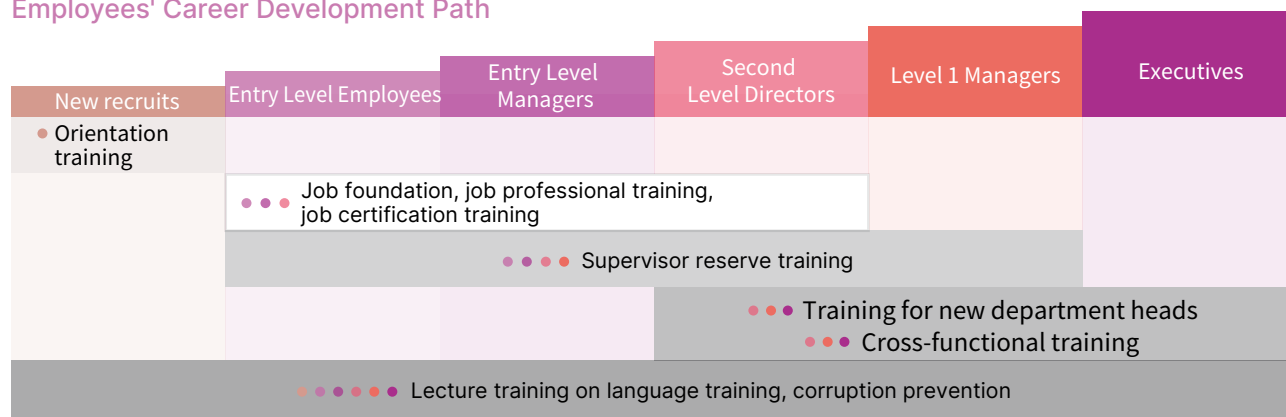 Employees' Career Development Path
New recruits
Entry Level Employees
Entry Level
Managers
Second
Level Directors
Level 1 Managers
Executives
Orientation
training
Job foundation, job professional training,
job certification training
Supervisor reserve training
Training for new department heads
Cross-functional training
Lecture training on language training, corruption prevention